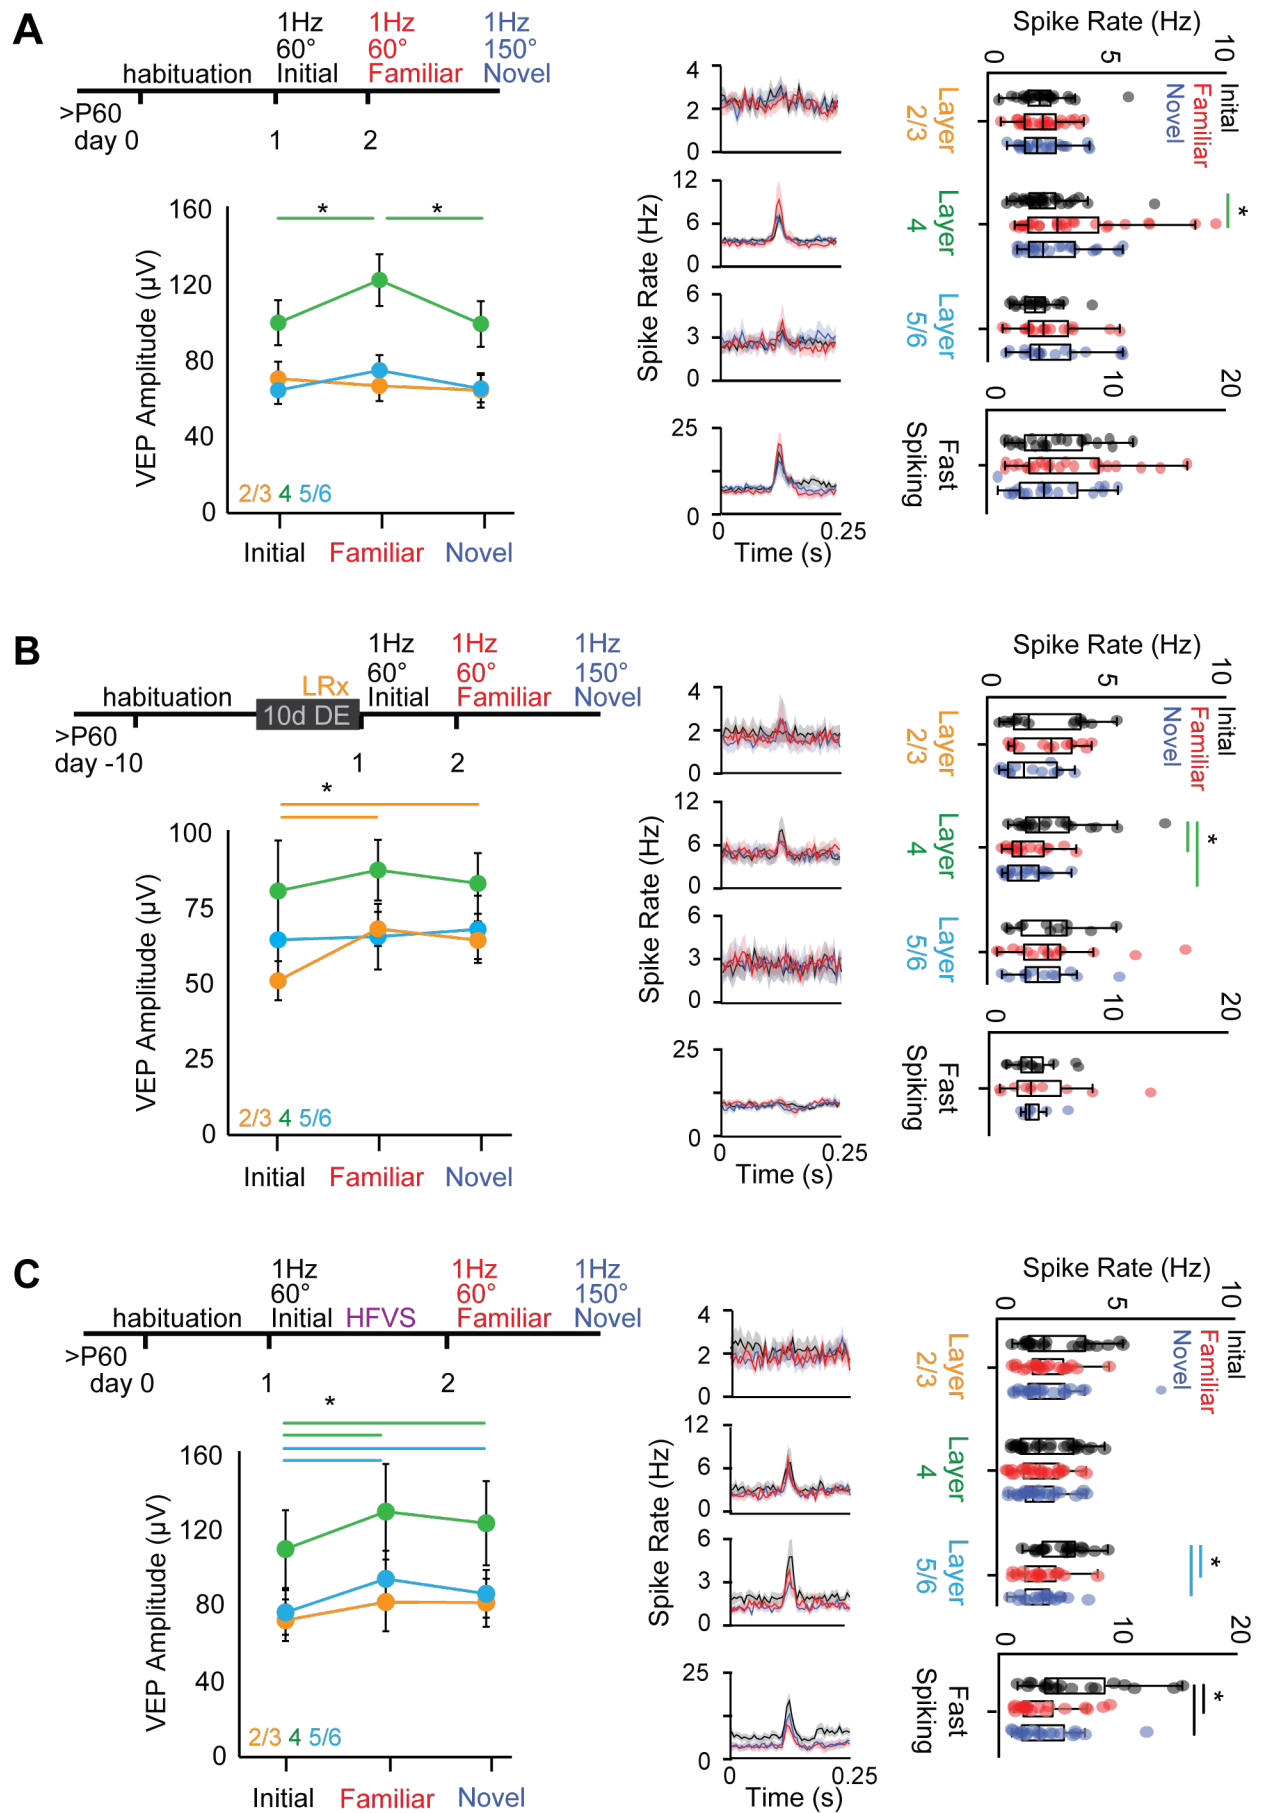 A
1Hz 1Hz 1Hz
60° 60° 150°
habituation Initial Familiar Novel
>P60
day 0 1 2
160
120
80
40
0
VEP Amplitude (µV)
* *
2/3 4 5/6
Initial Familiar Novel
4
2
0
12
6
0
6
3
0
25
0
Spike Rate (Hz)
0 0.25
Time (s)
Spike Rate (Hz)
0 5 10
Inital
Familiar
Novel
Layer
2/3
Layer
4
*
Layer
5/6
0 10 20
Fast
Spiking
B
1Hz 1Hz 1Hz
60° 60° 150°
habituation LRx Initial Familiar Novel
10d DE
>P60
day -10 1 2
*
100
75
50
25
0
VEP Amplitude (µV)
2/3 4 5/6
Initial Familiar Novel
4
2
0
12
6
0
6
3
0
25
0
Spike Rate (Hz)
0 0.25
Time (s)
Spike Rate (Hz)
0 5 10
Inital
Familiar
Novel
Layer
2/3
Layer
4
*
Layer
5/6
0 10 20
Fast
Spiking
C
1Hz 1Hz 1Hz
60° 60° 150°
habituation Initial HFVS Familiar Novel
>P60
day 0 1 2
*
160
120
80
40
0
VEP Amplitude (µV)
2/3 4 5/6
Initial Familiar Novel
4
2
0
12
6
0
6
3
0
25
0
Spike Rate (Hz)
0 0.25
Time (s)
Spike Rate (Hz)
0 5 10
Inital
Familiar
Novel
Layer
2/3
Layer
4
Layer
5/6
*
0 10 20
Fast
Spiking
*